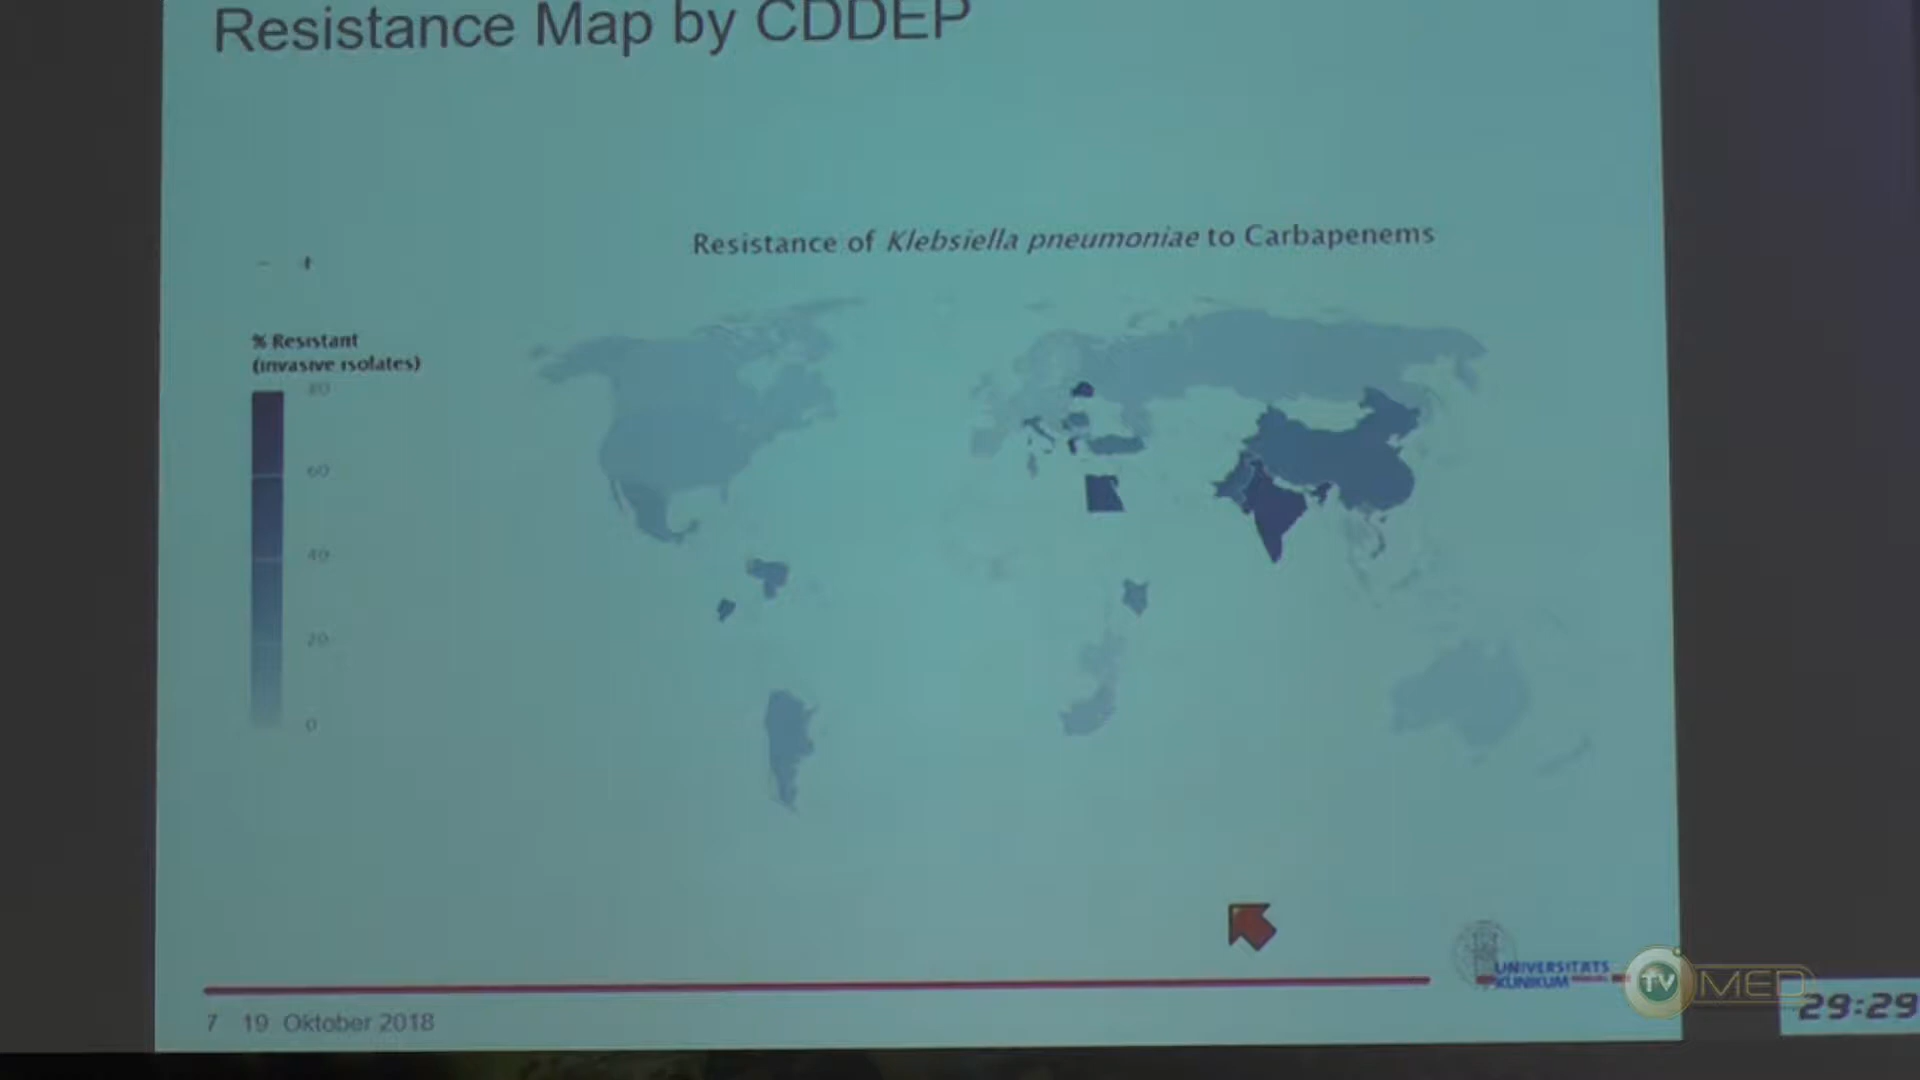 Resistance Map by CDDEP
Resistance of Klebsiella pneumoniae to Carbapenems
- +
% Resistant
(invasive isolates)
80
60
40
20
0
UNIVERSITÄTS
KLINIKUM
TV MED
29:29
7 19 Oktober 2018